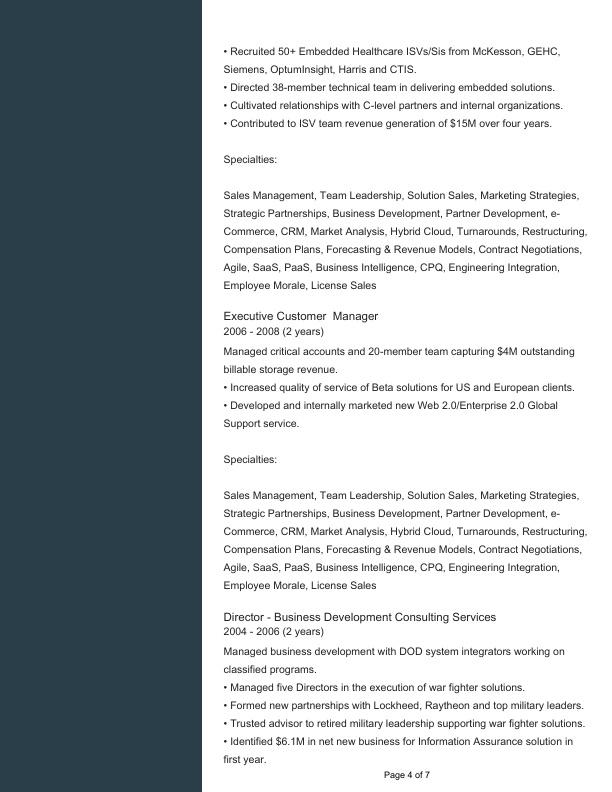 • Recruited 50+ Embedded Healthcare ISVs/Sis from McKesson, GEHC,
Siemens, OptumInsight, Harris and CTIS.
• Directed 38-member technical team in delivering embedded solutions.
• Cultivated relationships with C-level partners and internal organizations.
• Contributed to ISV team revenue generation of $15M over four years.
Specialties:
Sales Management, Team Leadership, Solution Sales, Marketing Strategies,
Strategic Partnerships, Business Development, Partner Development, e-
Commerce, CRM, Market Analysis, Hybrid Cloud, Turnarounds, Restructuring,
Compensation Plans, Forecasting & Revenue Models, Contract Negotiations,
Agile, SaaS, PaaS, Business Intelligence, CPQ, Engineering Integration,
Employee Morale, License Sales
Executive Customer  Manager
2006 - 2008 (2 years)
Managed critical accounts and 20-member team capturing $4M outstanding
billable storage revenue.
• Increased quality of service of Beta solutions for US and European clients.
• Developed and internally marketed new Web 2.0/Enterprise 2.0 Global
Support service.
Specialties:
Sales Management, Team Leadership, Solution Sales, Marketing Strategies,
Strategic Partnerships, Business Development, Partner Development, e-
Commerce, CRM, Market Analysis, Hybrid Cloud, Turnarounds, Restructuring,
Compensation Plans, Forecasting & Revenue Models, Contract Negotiations,
Agile, SaaS, PaaS, Business Intelligence, CPQ, Engineering Integration,
Employee Morale, License Sales
Director - Business Development Consulting Services
2004 - 2006 (2 years)
Managed business development with DOD system integrators working on
classified programs.
• Managed five Directors in the execution of war fighter solutions.
• Formed new partnerships with Lockheed, Raytheon and top military leaders.
• Trusted advisor to retired military leadership supporting war fighter solutions.
• Identified $6.1M in net new business for Information Assurance solution in
first year.
Page 4 of 7